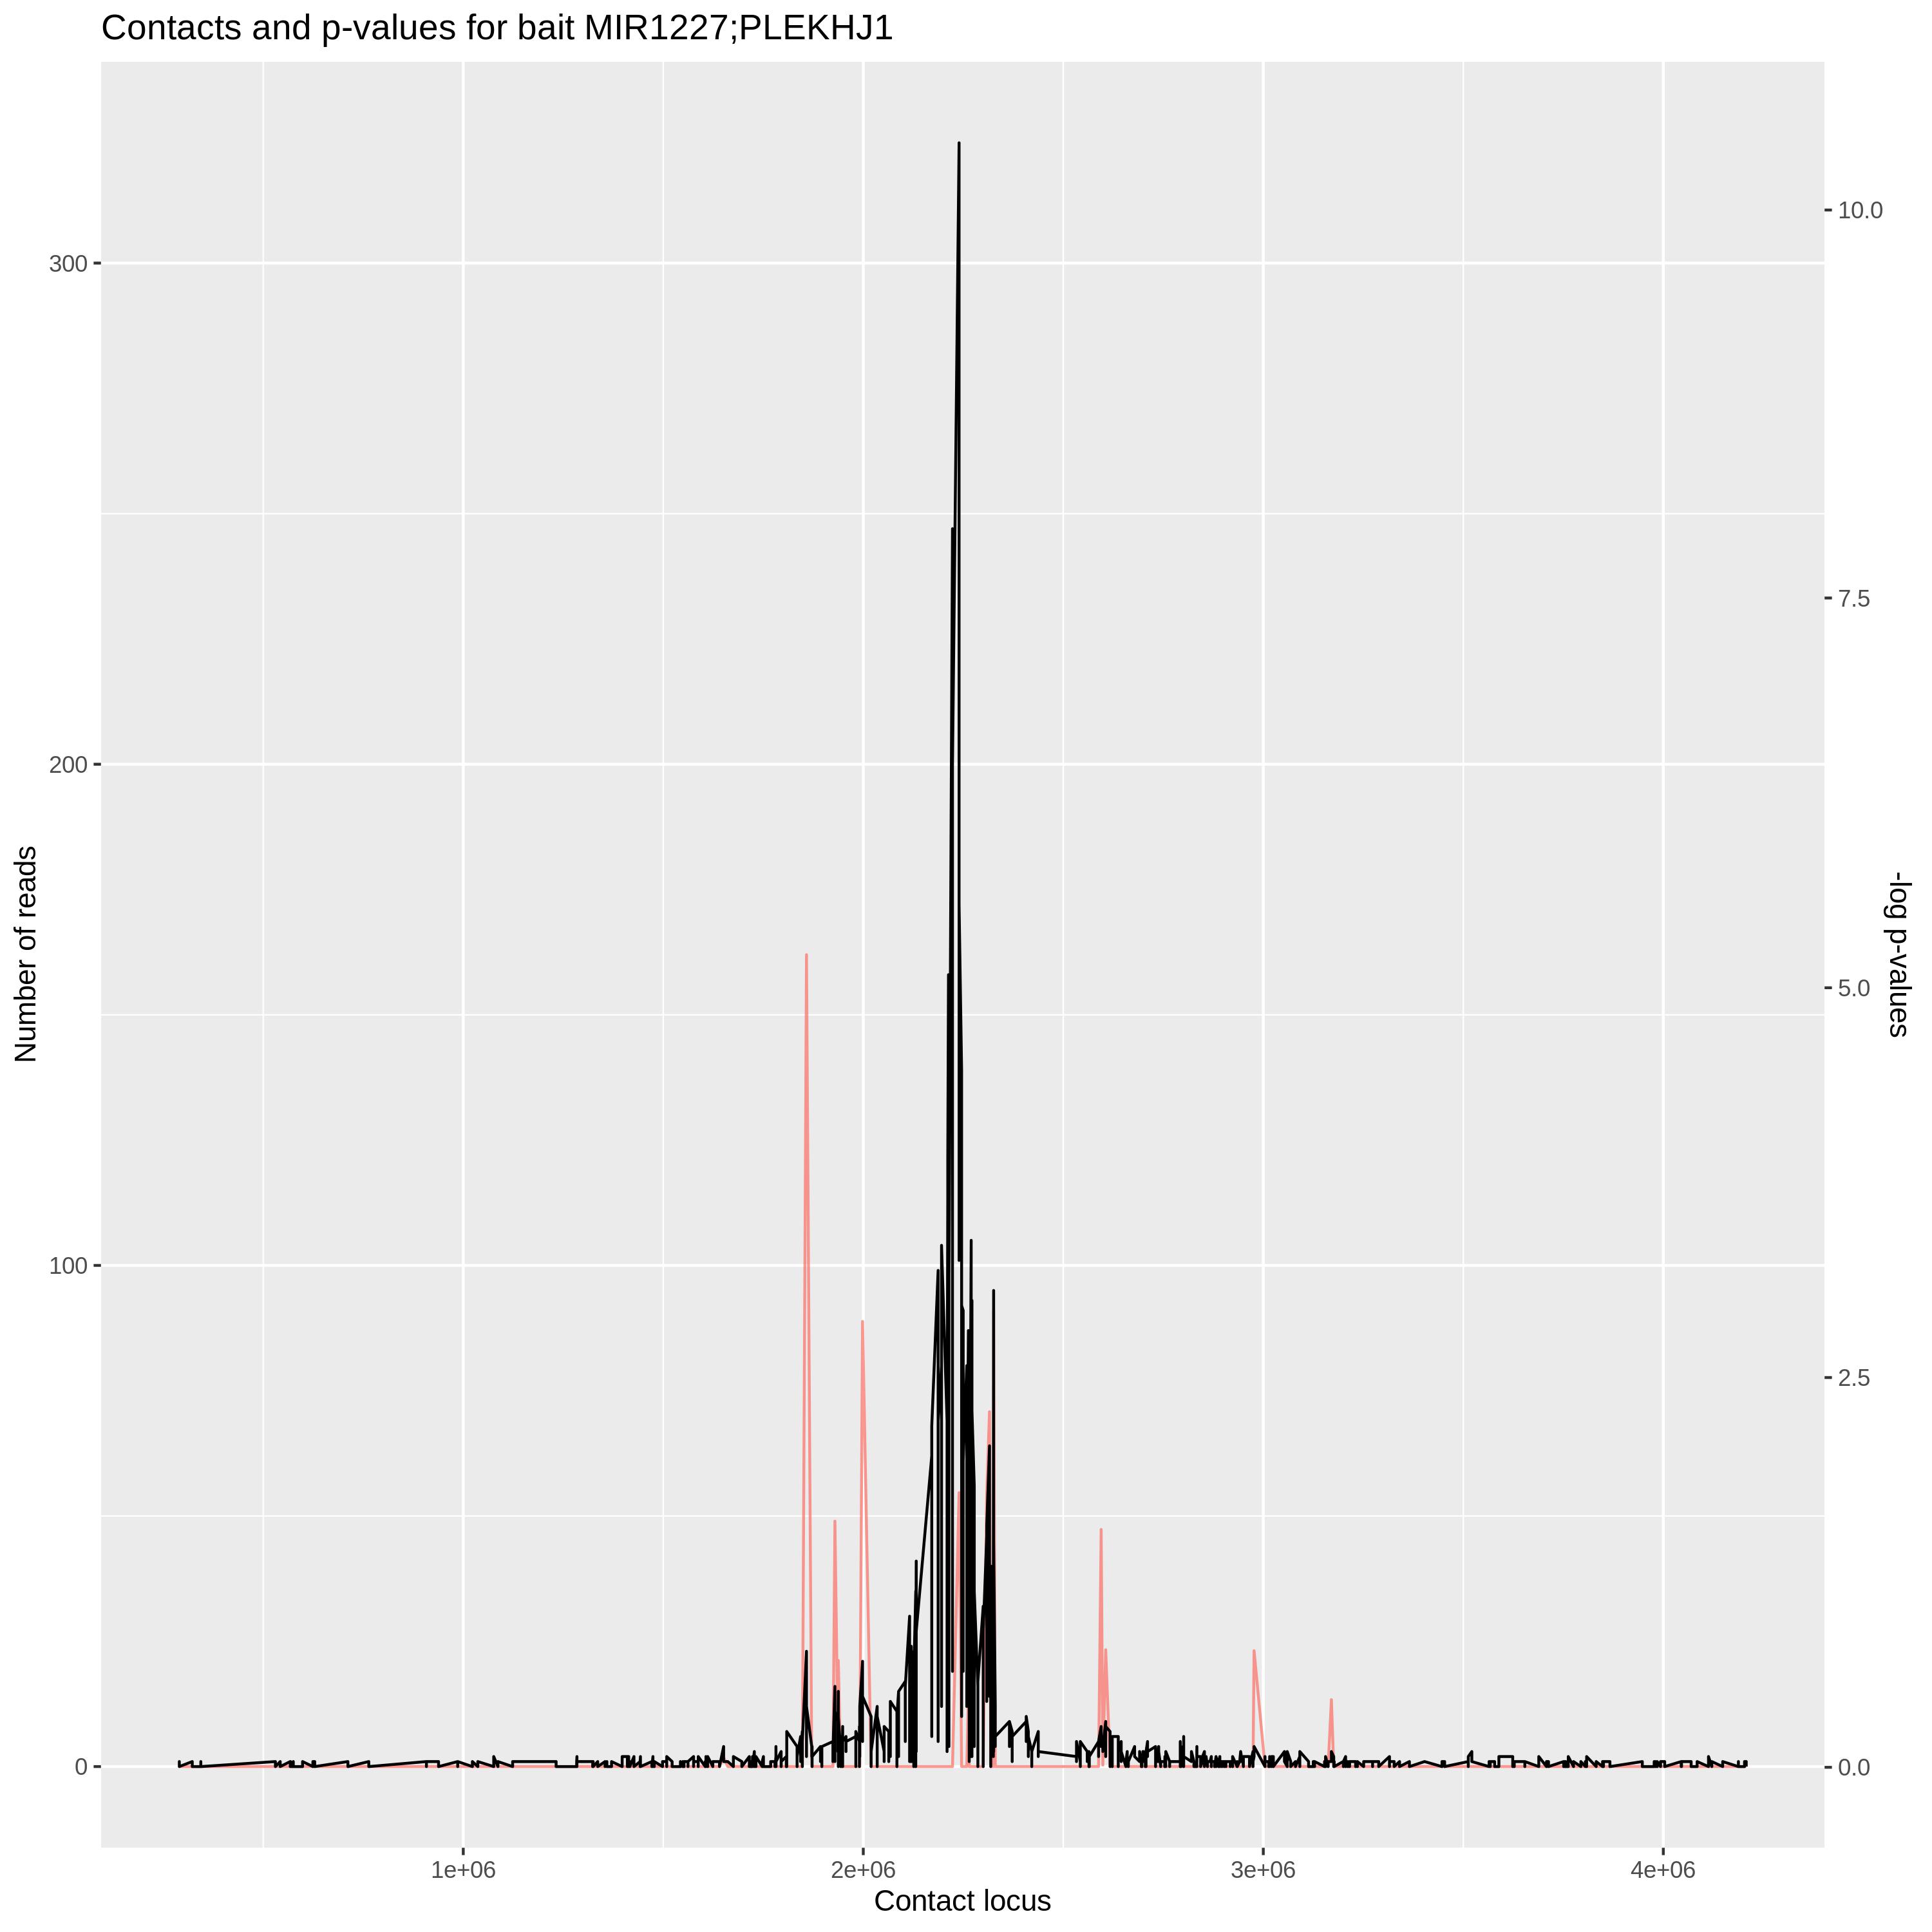 Contacts and p-values for bait MIR1227;PLEKHJ1
10.0
300
7.5
200
Number of reads
-log p-values
5.0
100
2.5
0
0.0
1e+06
2e+06
3e+06
4e+06
Contact locus